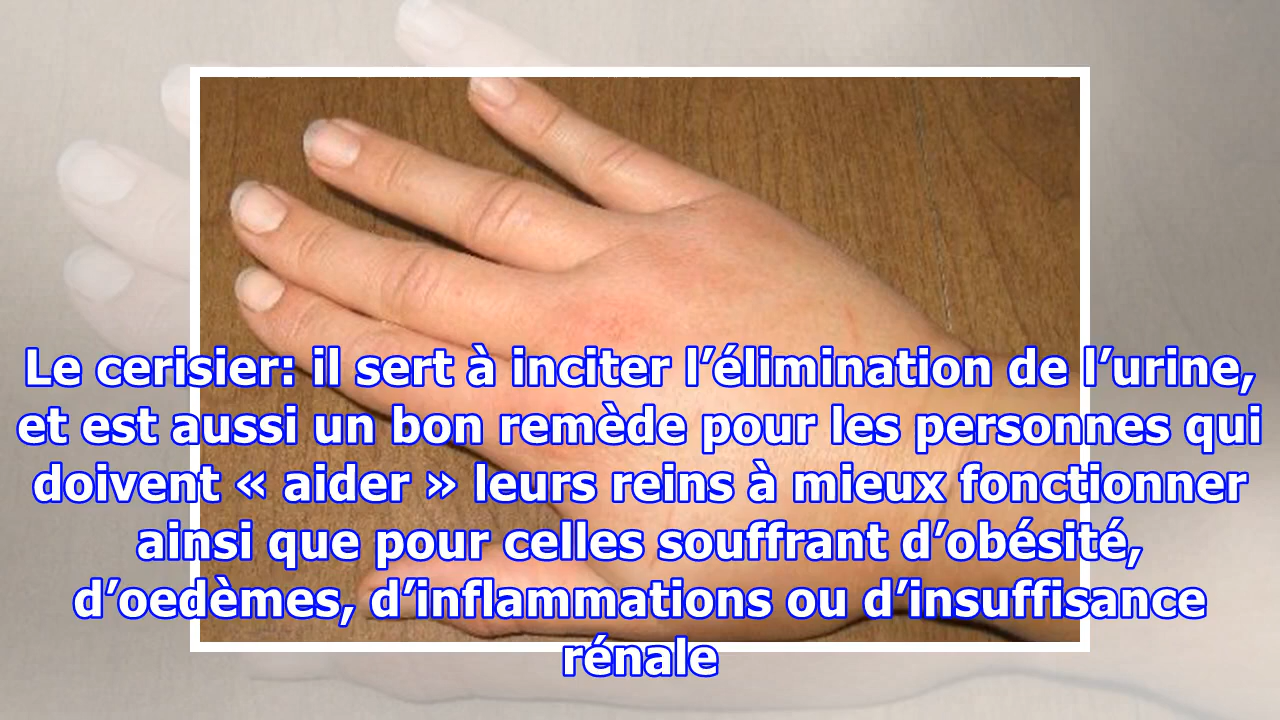 Le cerisier: il sert à inciter l’élimination de l’urine,
et est aussi un bon remède pour les personnes qui
doivent « aider » leurs reins à mieux fonctionner
ainsi que pour celles souffrant d’obésité,
d’oedèmes, d’inflammations ou d’insuffisance
rénale